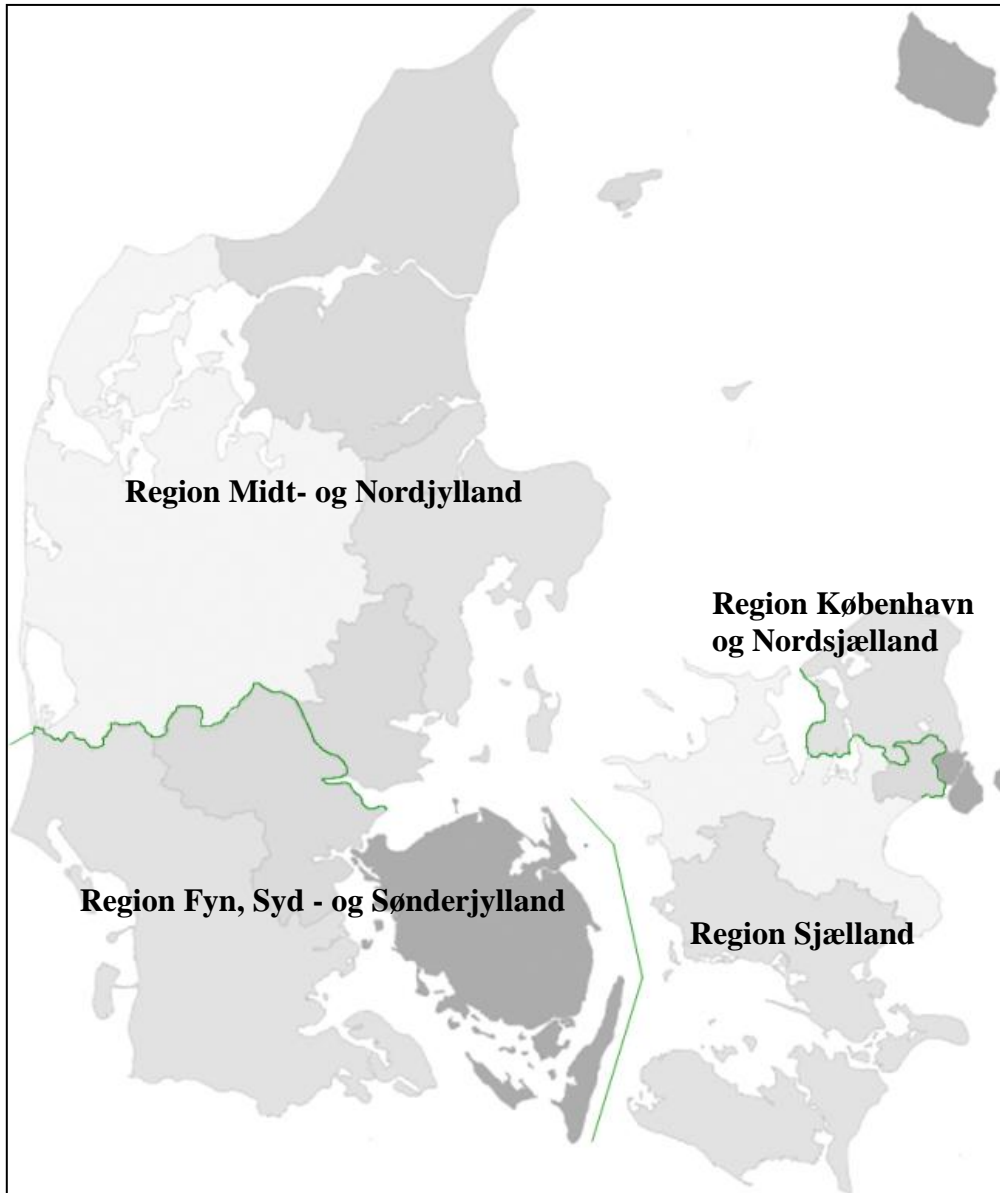 Region Midt- og Nordjylland
Region København
og Nordsjælland
Region Fyn, Syd - og Sønderjylland
Region Sjælland